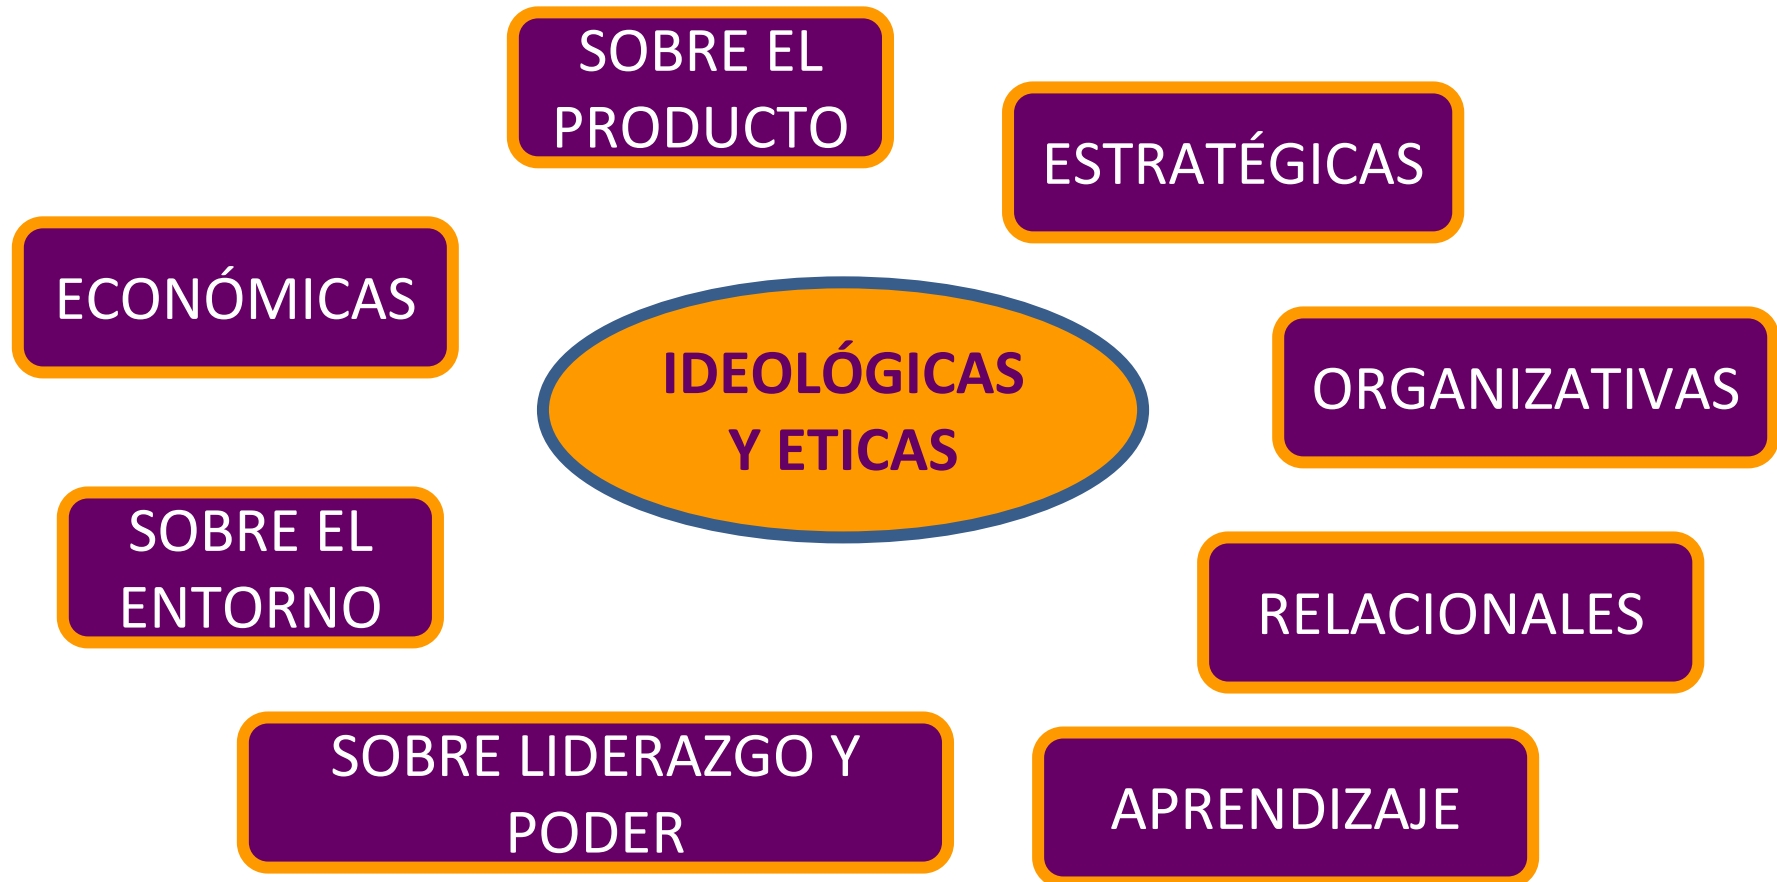 SOBRE EL
PRODUCTO
ESTRATÉGICAS
ECONÓMICAS
IDEOLÓGICAS
Y ETICAS
ORGANIZATIVAS
SOBRE EL
ENTORNO
RELACIONALES
SOBRE LIDERAZGO Y
PODER
APRENDIZAJE